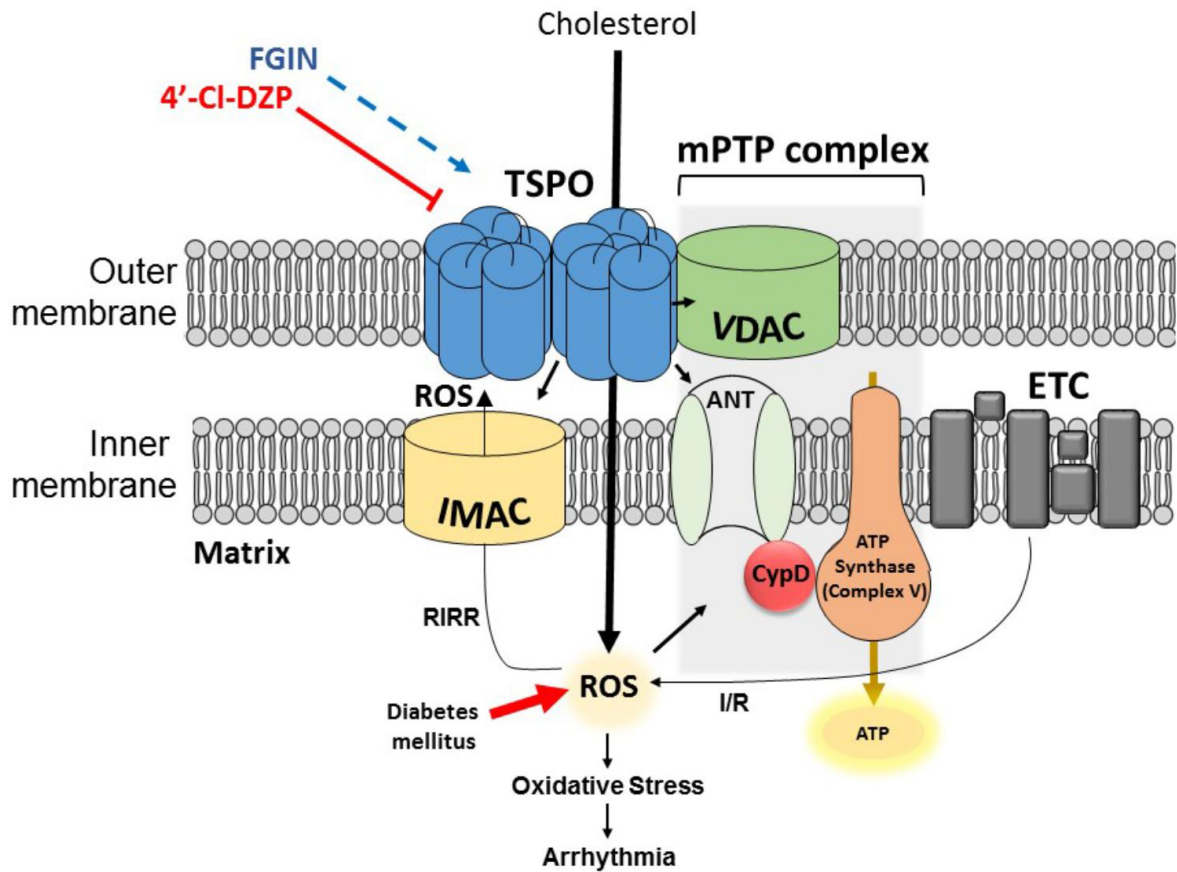 Cholesterol
FGIN
4’-Cl-DZP
mPTP complex
TSPO
Outer
membrane
VDAC
ROS
ANT
ETC
Inner
membrane
IMAC
Matrix
CypD
ATP
Synthase
(Complex V)
RIRR
ROS
I/R
Diabetes
mellitus
ATP
Oxidative Stress
Arrhythmia